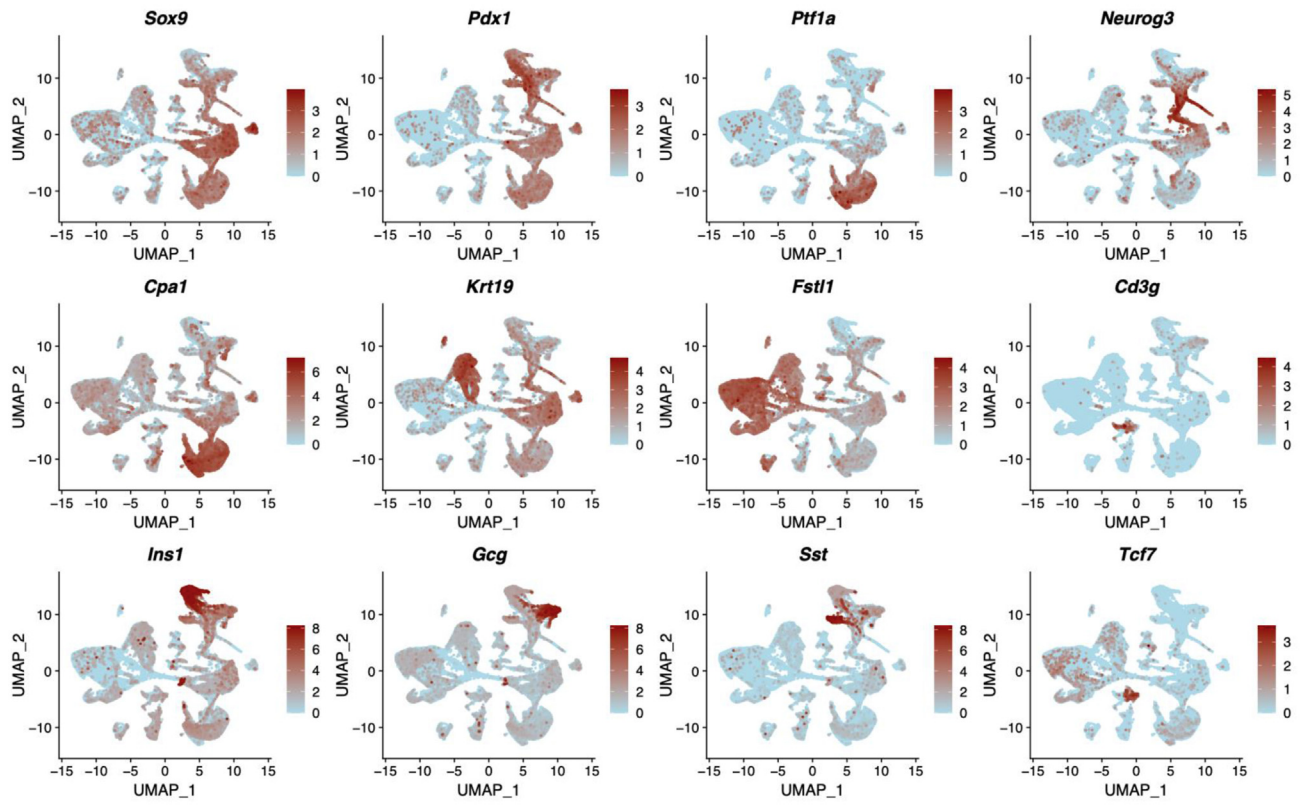 Sox9 Pdx1 Ptf1a Neurog3
UMAP_2 10 0 −10 3 2 1 0 UMAP_2 10 0 −10 3 2 1 0 UMAP_2 10 0 −10 3 2 1 0 UMAP_2 10 0 −10 5 4 3 2 1 0
−15 −10 −5 0 5 10 15 −15 −10 −5 0 5 10 15 −15 −10 −5 0 5 10 15 −15 −10 −5 0 5 10 15
UMAP_1 UMAP_1 UMAP_1 UMAP_1
Cpa1 Krt19 Fstl1 Cd3g
UMAP_2 10 0 −10 6 4 2 0 UMAP_2 10 0 −10 4 3 2 1 0 UMAP_2 10 0 −10 4 3 2 1 0 UMAP_2 10 0 −10 4 3 2 1 0
−15 −10 −5 0 5 10 15 −15 −10 −5 0 5 10 15 −15 −10 −5 0 5 10 15 −15 −10 −5 0 5 10 15
UMAP_1 UMAP_1 UMAP_1 UMAP_1
Ins1 Gcg Sst Tcf7
UMAP_2 10 0 −10 8 6 4 2 0 UMAP_2 10 0 −10 8 6 4 2 0 UMAP_2 10 0 −10 8 6 4 2 0 UMAP_2 10 0 −10 3 2 1 0
−15 −10 −5 0 5 10 15 −15 −10 −5 0 5 10 15 −15 −10 −5 0 5 10 15 −15 −10 −5 0 5 10 15
UMAP_1 UMAP_1 UMAP_1 UMAP_1